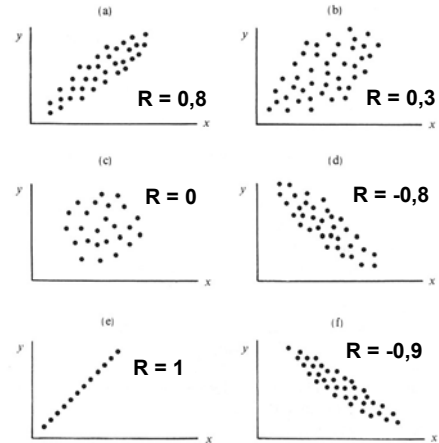 (a)
y
R = 0,8
x
(b)
y
R = 0,3
x
(c)
y
R = 0
x
(d)
y
R = -0,8
x
(e)
y
R = 1
x
(f)
y
R = -0,9
x